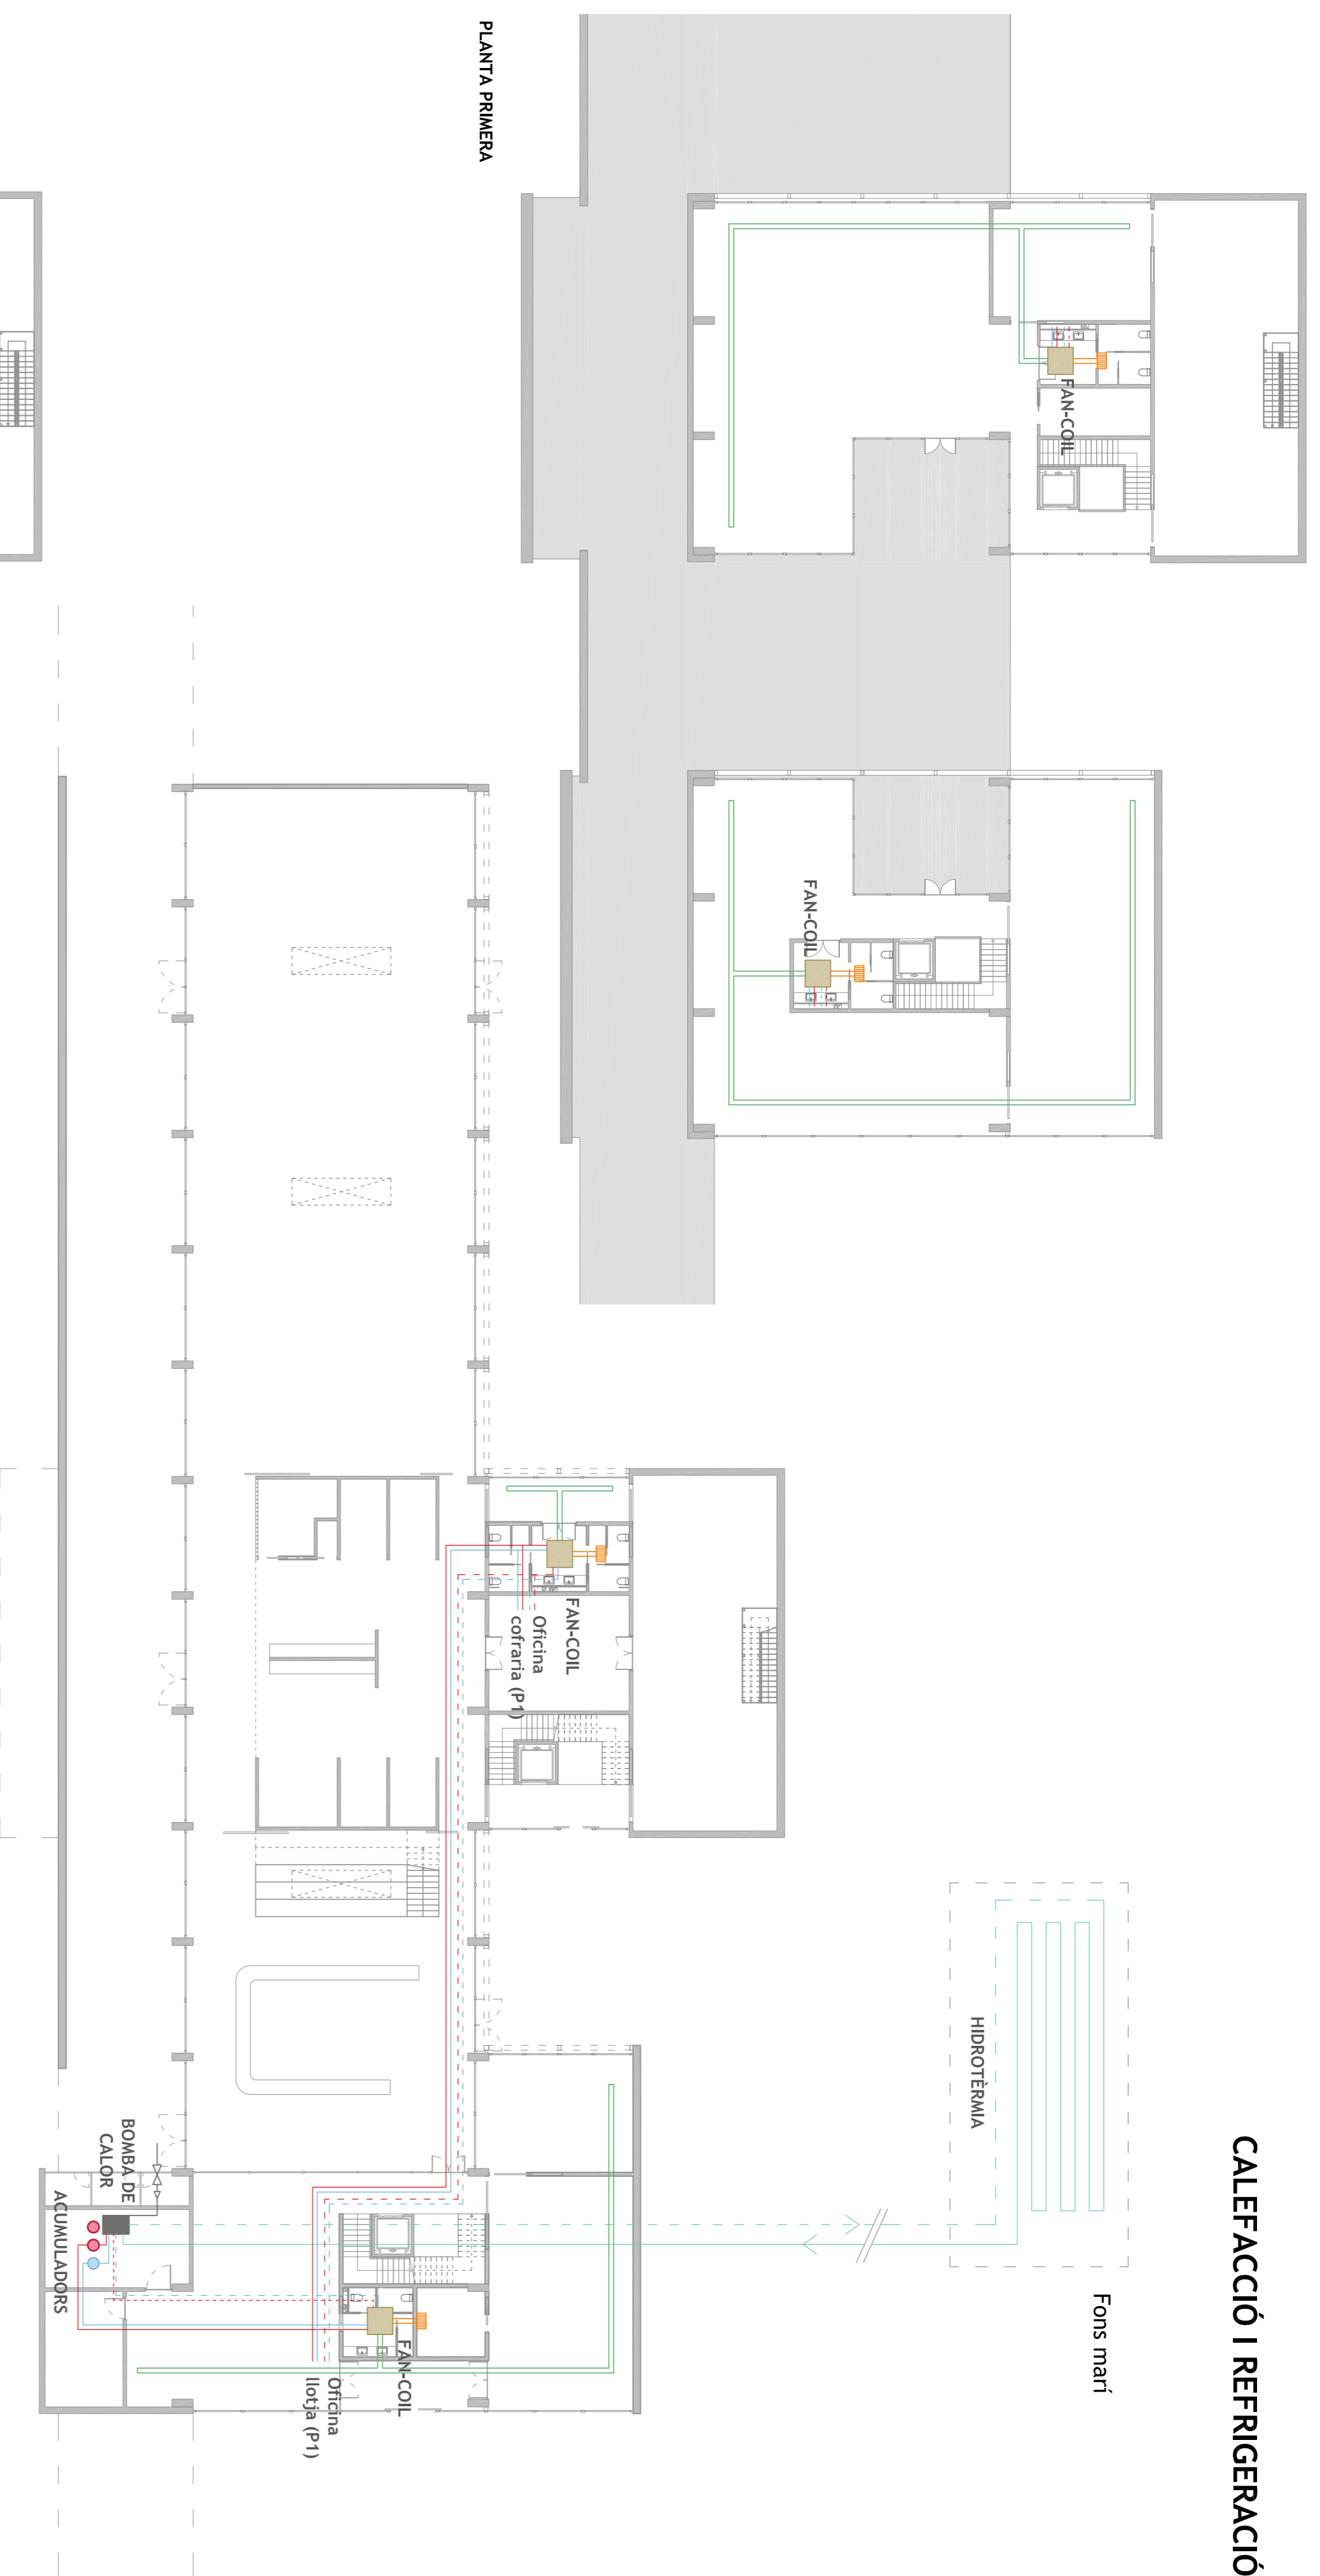 CALEFACCIÓ I REFRIGERACIÓ
PLANTA PRIMERA
FAN-COIL
FAN-COIL
FAN-COIL
Oficina
cofraria (P1)
HIDROTÈRMIA
Fons marí
BOMBA DE
CALOR
ACUMULADORS
FAN-COIL
Oficina
llotja (P1)